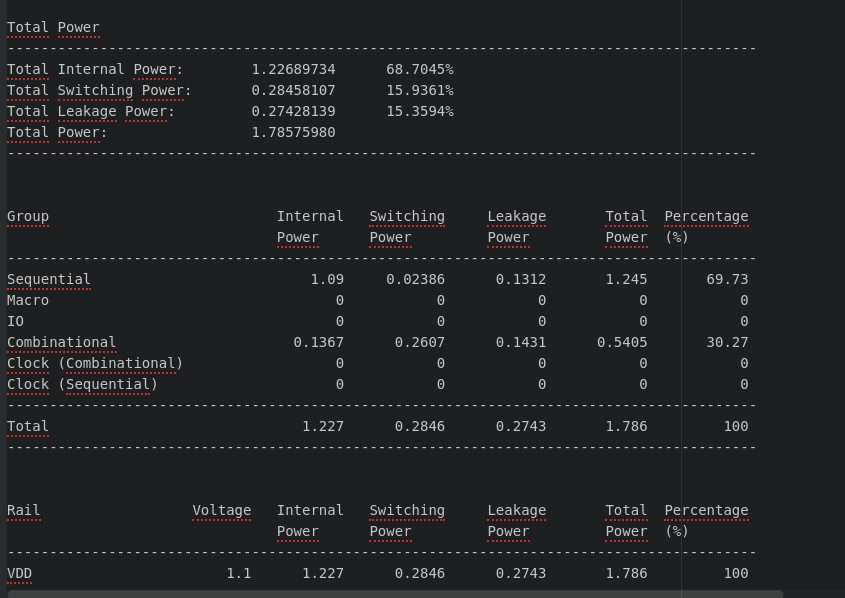 Total Power
-----------------------------------------------------------------------------------------
Total Internal Power:        1.22689734      68.7045%
Total Switching Power:       0.28458107      15.9361%
Total Leakage Power:         0.27428139      15.3594%
Total Power:                 1.78575980
-----------------------------------------------------------------------------------------
Group                           Internal   Switching     Leakage       Total  Percentage
                                Power      Power         Power         Power  (%)
-----------------------------------------------------------------------------------------
Sequential                          1.09     0.02386      0.1312       1.245       69.73
Macro                                  0           0           0           0           0
IO                                     0           0           0           0           0
Combinational                     0.1367      0.2607      0.1431      0.5405       30.27
Clock (Combinational)                  0           0           0           0           0
Clock (Sequential)                     0           0           0           0           0
-----------------------------------------------------------------------------------------
Total                              1.227      0.2846      0.2743       1.786         100
-----------------------------------------------------------------------------------------
Rail                  Voltage   Internal   Switching     Leakage       Total  Percentage
                                Power      Power         Power         Power  (%)
-----------------------------------------------------------------------------------------
VDD                       1.1      1.227      0.2846      0.2743       1.786         100